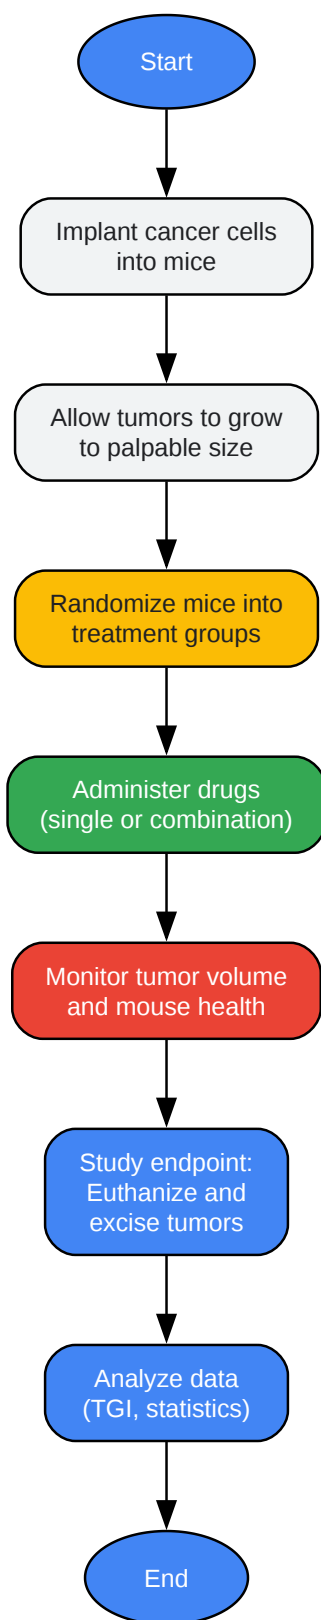 Start
Implant cancer cells
into mice
Allow tumors to grow
to palpable size
Randomize mice into
treatment groups
Administer drugs
(single or combination)
Monitor tumor volume
and mouse health
Study endpoint:
Euthanize and
excise tumors
Analyze data
(TGI, statistics)
End